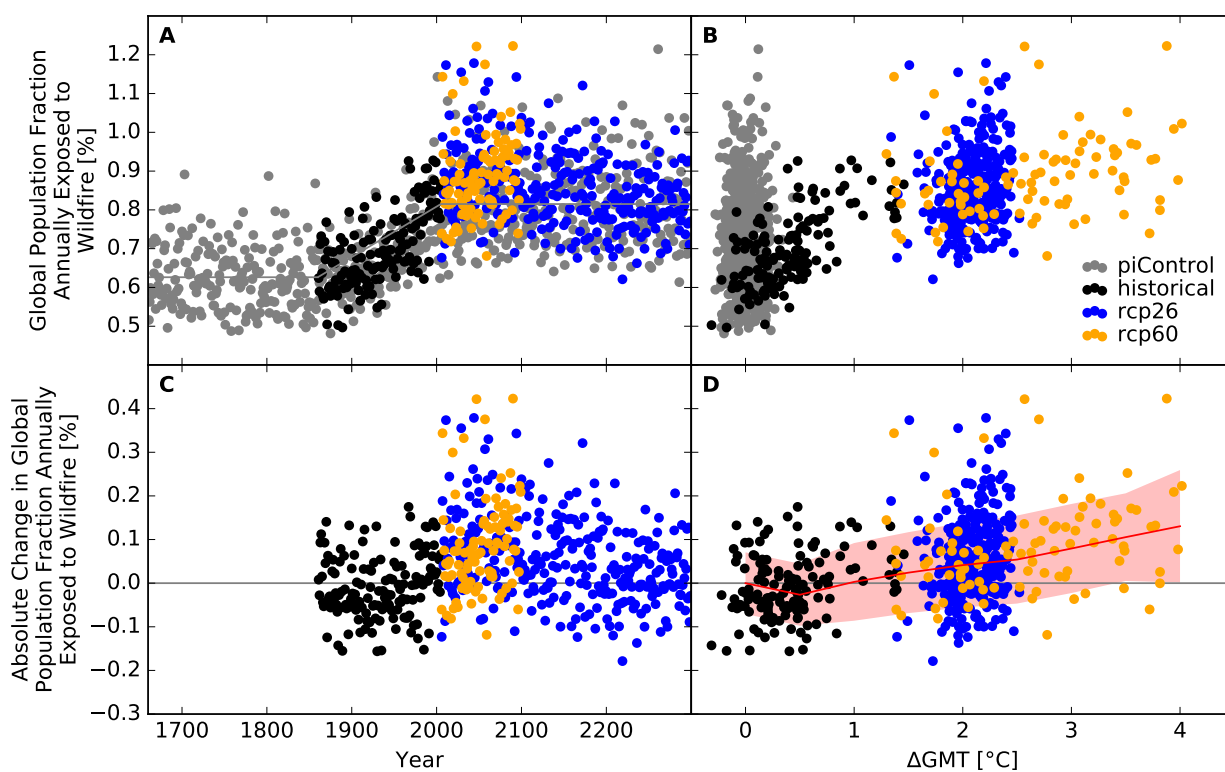 A
B
Global Population Fraction
Annually Exposed to
Wildfire [%]
1.2
1.1
1.0
0.9
0.8
0.7
0.6
0.5
piControl
historical
rcp26
rcp60
C
D
Absolute Change in Global
Population Fraction Annually
Exposed to Wildfire [%]
0.4
0.3
0.2
0.1
0.0
−0.1
−0.2
−0.3
1700
1800
1900
2000
2100
2200
0
1
2
3
4
Year
ΔGMT [°C]